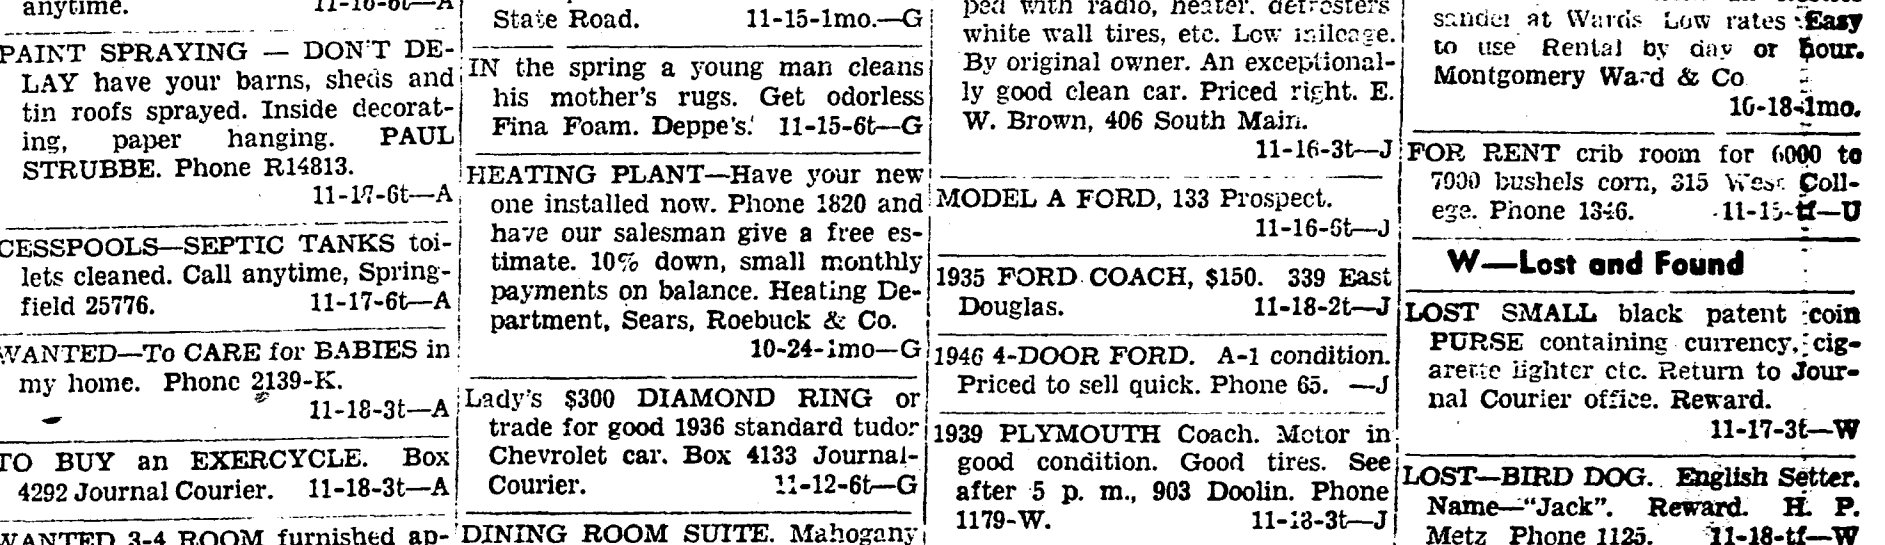 anytime. 11-16-6t—A
PAINT SPRAYING — DON'T DE-
LAY have your barns, sheds and
tin roofs sprayed. Inside decorat-
ing, paper hanging. PAUL
STRUBBE. Phone R14813.
11-17-6t—A
CESSPOOLS—SEPTIC TANKS toi-
lets cleaned. Call anytime, Spring-
field 25776. 11-17-6t—A
WANTED—To CARE for BABIES in
my home. Phone 2139-K.
11-18-3t—A
TO BUY an EXERCYCLE. Box
4292 Journal Courier. 11-18-3t—A
WANTED 3-4 ROOM furnished ap-
State Road. 11-15-1mo.—G
IN the spring a young man cleans
his mother's rugs. Get odorless
Fina Foam. Deppe's. 11-15-6t—G
HEATING PLANT—Have your new
one installed now. Phone 1820 and
have our salesman give a free es-
timate. 10% down, small monthly
payments on balance. Heating De-
partment, Sears, Roebuck & Co.
10-24-1mo—G
Lady's $300 DIAMOND RING or
trade for good 1936 standard tudor
Chevrolet car. Box 4133 Journal-
Courier. 11-12-6t—G
DINING ROOM SUITE. Mahogany
ped with radio, heater, defrosters
white wall tires, etc. Low mileage.
By original owner. An exceptional-
ly good clean car. Priced right. E.
W. Brown, 406 South Main.
11-16-3t—J
MODEL A FORD, 133 Prospect.
11-16-6t—J
1935 FORD COACH, $150. 339 East
Douglas. 11-18-2t—J
1946 4-DOOR FORD. A-1 condition.
Priced to sell quick. Phone 65. —J
1939 PLYMOUTH Coach. Motor in
good condition. Good tires. See
after 5 p. m., 903 Doolin. Phone
1179-W. 11-18-3t—J
sander at Wards Low rates Easy
to use Rental by day or hour.
Montgomery Ward & Co
10-18-1mo.
FOR RENT crib room for 6000 to
7000 bushels corn, 315 West Coll-
ege. Phone 1346. 11-15-tf—U
W—Lost and Found
LOST SMALL black patent coin
PURSE containing currency, cig-
arette lighter etc. Return to Jour-
nal Courier office. Reward.
11-17-3t—W
LOST—BIRD DOG. English Setter.
Name—"Jack". Reward. H. P.
Metz Phone 1125. 11-18-tf—W